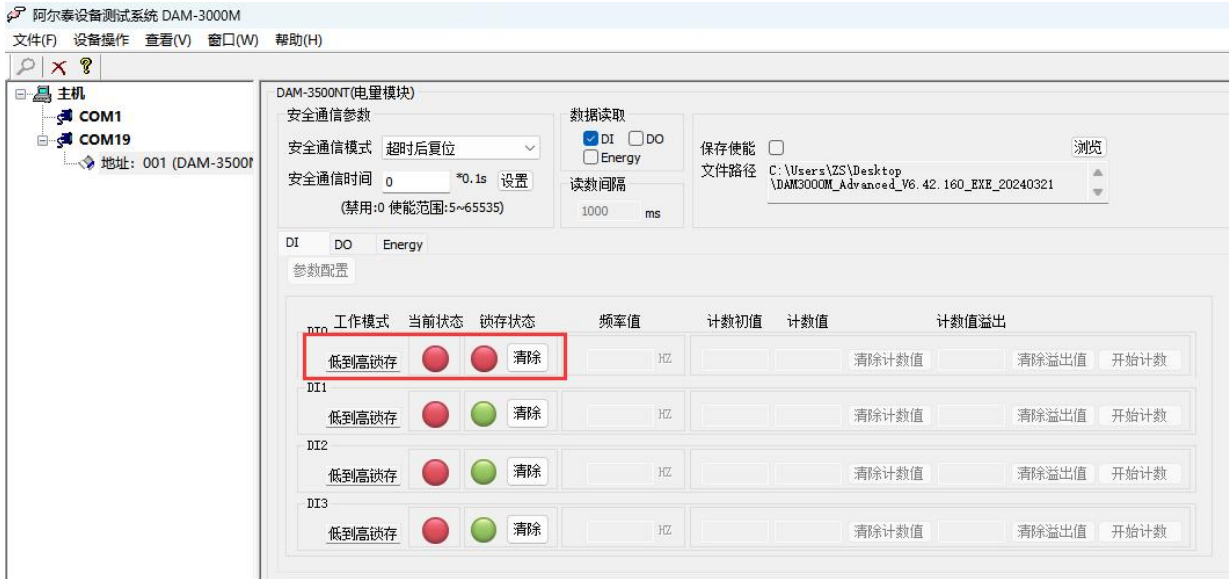 阿尔泰设备测试系统 DAM-3000M
文件(F) 设备操作 查看(V) 窗口(W) 帮助(H)
主机
COM1
COM19
地址：001 (DAM-3500N
DAM-3500NT(电量模块)
安全通信参数
安全通信模式 超时后复位
安全通信时间 0 *0.1s 设置
(禁用:0 使能范围:5~65535)
数据读取
DI DO
Energy
读数间隔
1000 ms
保存使能 浏览
文件路径 C:\Users\ZS\Desktop
\DAM3000M_Advanced_V6.42.160_EXE_20240321
DI DO Energy
参数配置
工作模式 当前状态 锁存状态 频率值 计数初值 计数值 计数值溢出
DI0
低到高锁存 清除 HZ 清除计数值 清除溢出值 开始计数
DI1
低到高锁存 清除 HZ 清除计数值 清除溢出值 开始计数
DI2
低到高锁存 清除 HZ 清除计数值 清除溢出值 开始计数
DI3
低到高锁存 清除 HZ 清除计数值 清除溢出值 开始计数